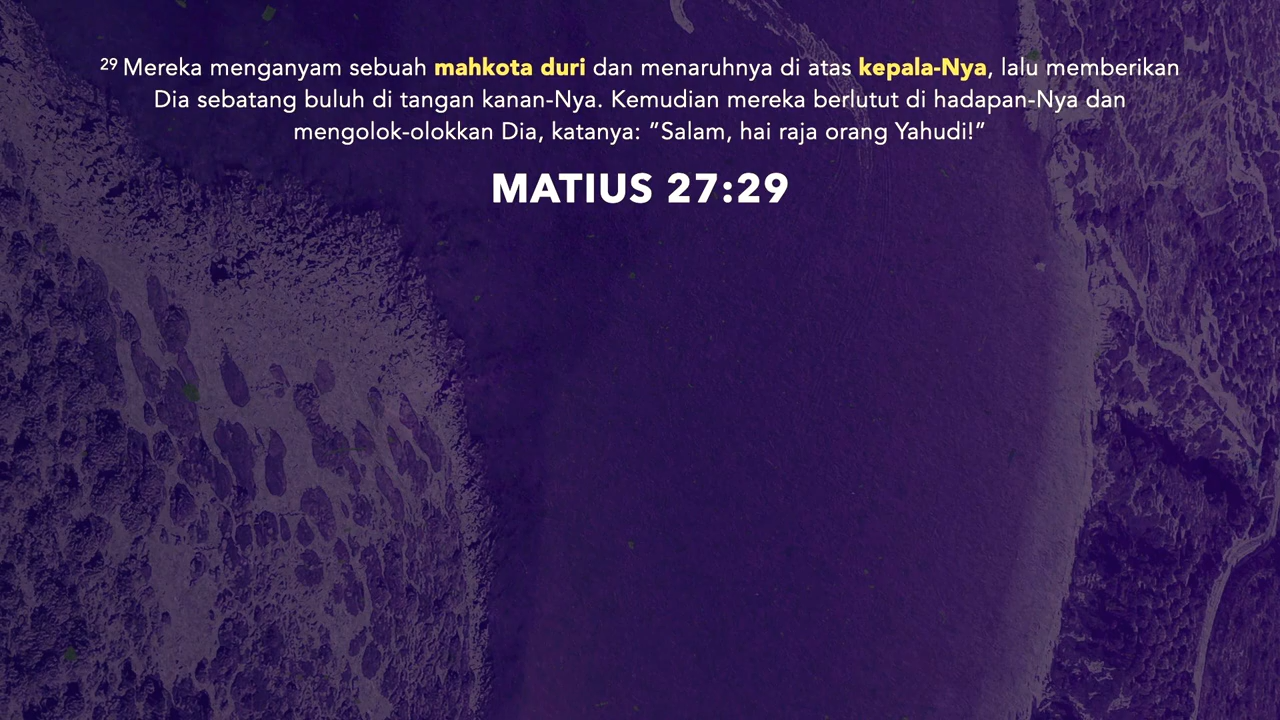 29 Mereka menganyam sebuah mahkota duri dan menaruhnya di atas kepala-Nya, lalu memberikan
Dia sebatang buluh di tangan kanan-Nya. Kemudian mereka berlutut di hadapan-Nya dan
mengolok-olokkan Dia, katanya: ”Salam, hai raja orang Yahudi!”
MATIUS 27:29